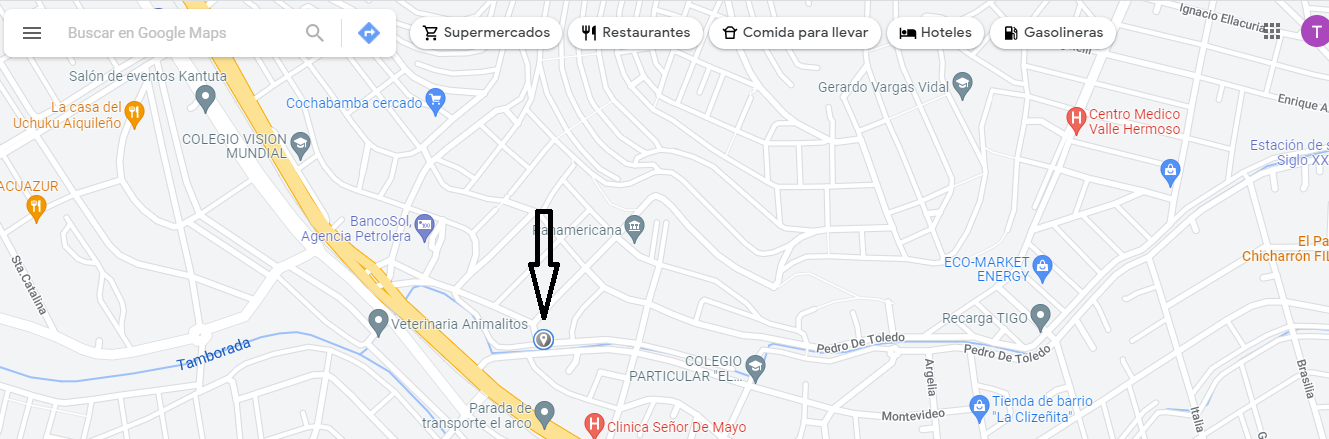 Buscar en Google Maps
Supermercados
Restaurantes
Comida para llevar
Hoteles
Gasolineras
T
Ignacio Ellacuría
Salón de eventos Kantuta
La casa del
Uchuku Aiquileño
Cochabamba cercado
Gerardo Vargas Vidal
Enrique A
H
Centro Medico
Valle Hermoso
COLEGIO VISION
MUNDIAL
Estación de s
Siglo XX
ACUAZUR
BancoSol,
Agencia Petrolera
Panamericana
El Pa
Chicharrón FIL
Sta.Catalina
ECO-MARKET
ENERGY
Veterinaria Animalitos
Recarga TIGO
Tamborada
Pedro De Toledo
Pedro De Toledo
COLEGIO
PARTICULAR "EL...
Argelia
Brasilia
Parada de
transporte el arco
Montevideo
Tienda de barrio
"La Clizeñita"
Italia
H
Clinica Señor De Mayo